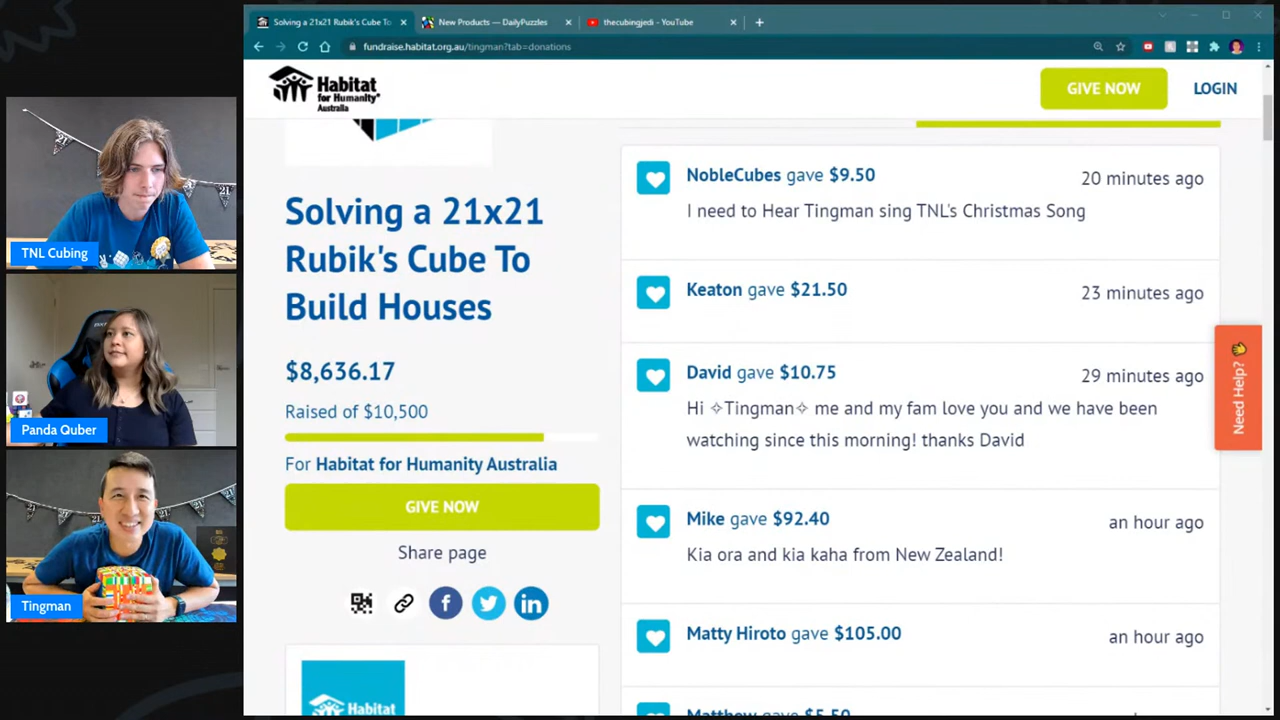 Solving a 21x21 Rubik's Cube To
New Products — DailyPuzzles
thecubingjedi - YouTube
fundraise.habitat.org.au/tingman?tab=donations
Habitat
for Humanity®
Australia
GIVE NOW
LOGIN
TNL Cubing
Panda Quber
Tingman
Solving a 21x21
Rubik's Cube To
Build Houses
$8,636.17
Raised of $10,500
For Habitat for Humanity Australia
GIVE NOW
Share page
Habitat
NobleCubes gave $9.50
20 minutes ago
I need to Hear Tingman sing TNL's Christmas Song
Keaton gave $21.50
23 minutes ago
David gave $10.75
29 minutes ago
Hi ✧Tingman✧ me and my fam love you and we have been
watching since this morning! thanks David
Mike gave $92.40
an hour ago
Kia ora and kia kaha from New Zealand!
Matty Hiroto gave $105.00
an hour ago
Matthew gave $5.50
Need Help?